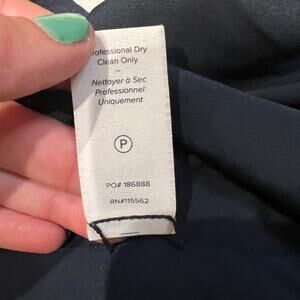 Professional Dry
Clean Only
—
Nettoyer à Sec
Professionnel
Uniquement
P
PO# 186888
RN#115562